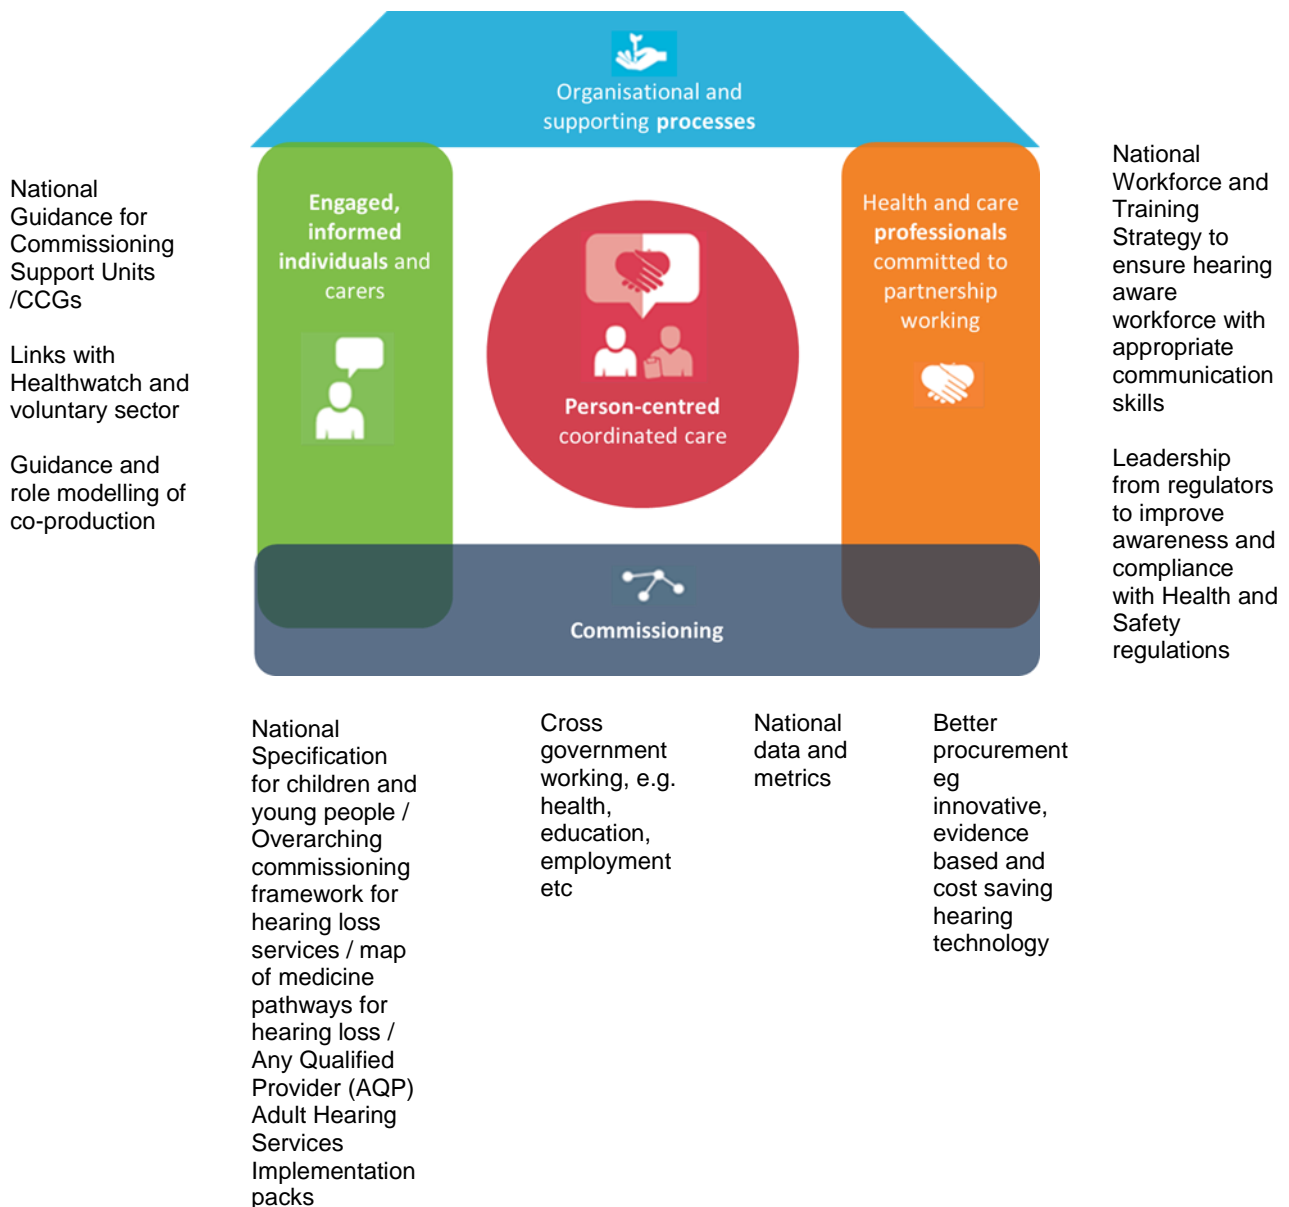 Organisational and
supporting processes
National
Guidance for
Commissioning
Support Units
/CCGs
Links with
Healthwatch and
voluntary sector
Guidance and
role modelling of
co-production
Engaged,
informed
individuals and
carers
Person-centred
coordinated care
Health and care
professionals
committed to
partnership
working
National
Workforce and
Training
Strategy to
ensure hearing
aware
workforce with
appropriate
communication
skills
Leadership
from regulators
to improve
awareness and
compliance
with Health and
Safety
regulations
Commissioning
National
Specification
for children and
young people /
Overarching
commissioning
framework for
hearing loss
services / map
of medicine
pathways for
hearing loss /
Any Qualified
Provider (AQP)
Adult Hearing
Services
Implementation
packs
Cross
government
working, e.g.
health,
education,
employment
etc
National
data and
metrics
Better
procurement
eg
innovative,
evidence
based and
cost saving
hearing
technology